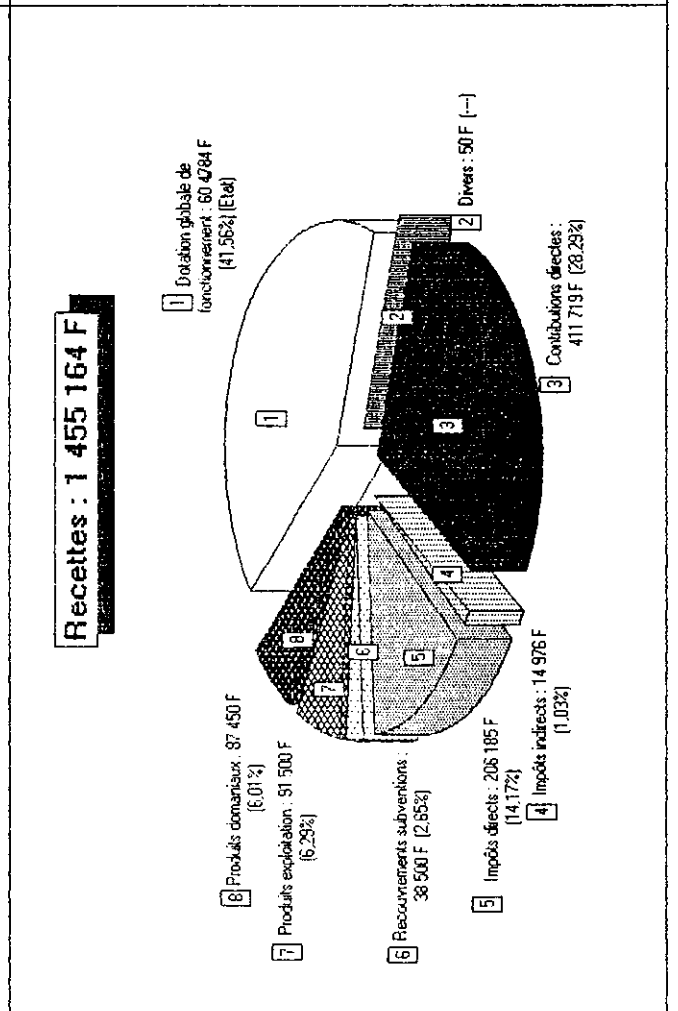 Recettes : 1 455 164 F
1 Dotation globale de
fonctionnement : 60 4784 F
(41,56%) (Etat)
2 Divers : 50 F (---)
3 Contributions directes :
411 719 F (28,29%)
4 Impôts indirects : 14 976 F
(1,03%)
5 Impôts directs : 206 185 F
(14,17%)
6 Recouvrements subventions :
38 500 F (2,65%)
7 Produits exploitation : 91 500 F
(6,29%)
8 Produits domaniaux : 87 450 F
(6,01%)
1
2
3
4
5
6
7
8